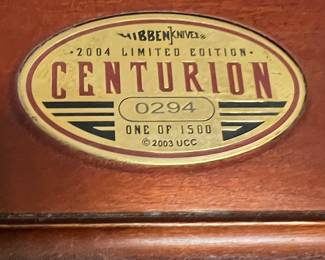 HIBBEN KNIVES
• 2004 LIMITED EDITION •
CENTURION
0294
ONE OF 1500
© 2003 UCC